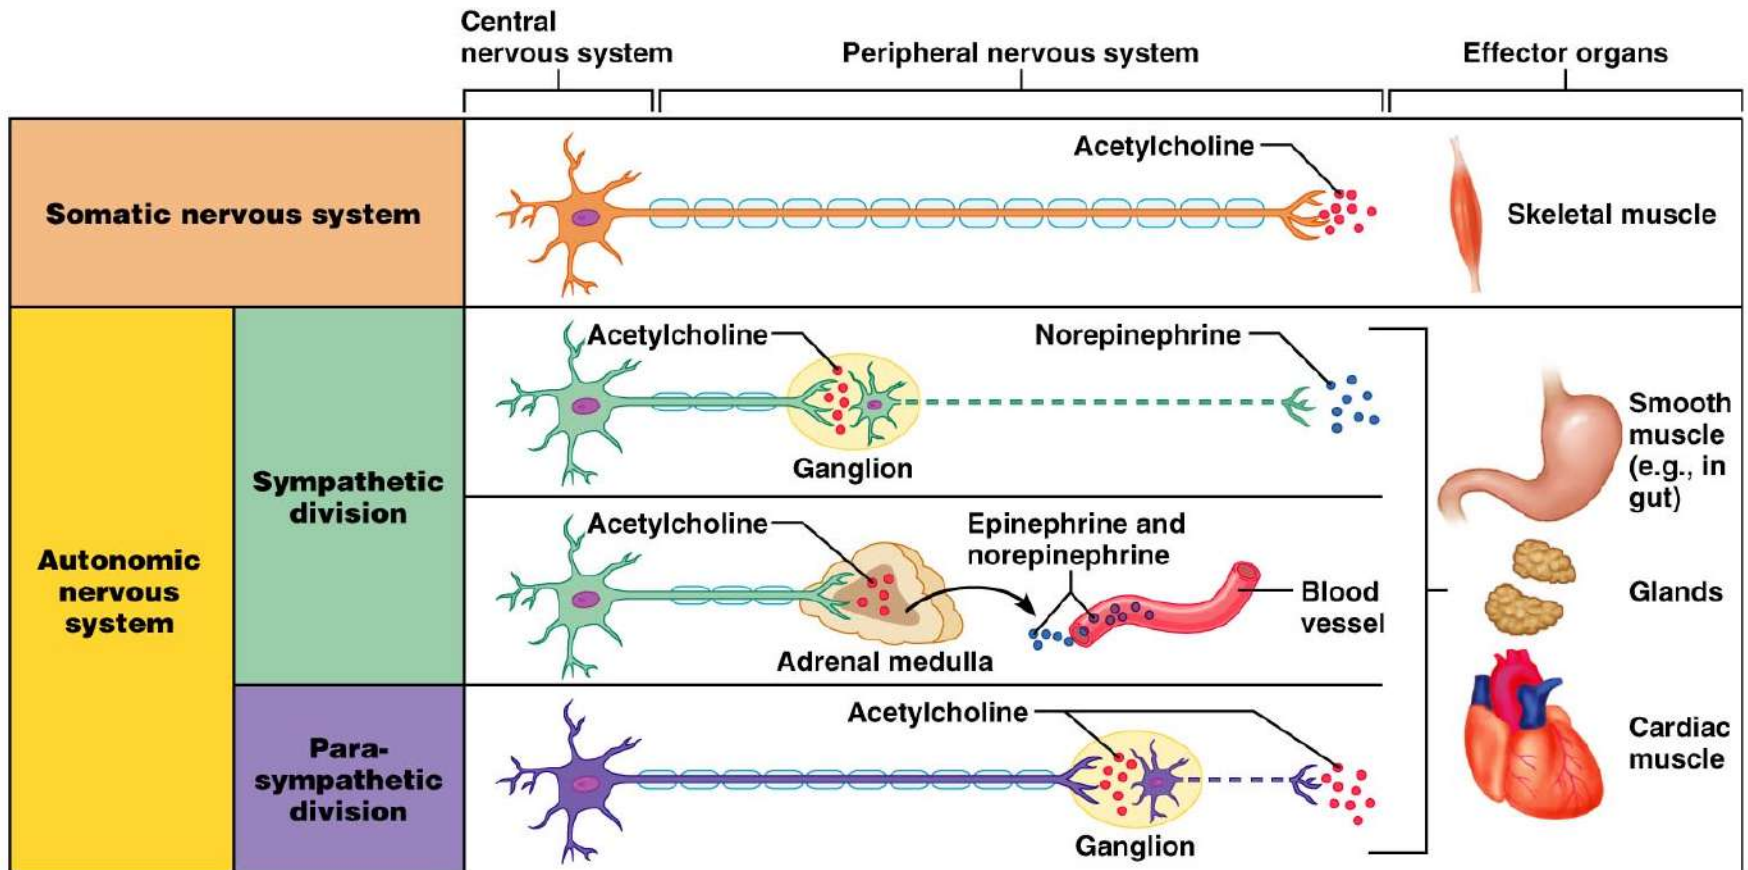 Central
nervous system
Peripheral nervous system
Effector organs
Somatic nervous system
Acetylcholine
Skeletal muscle
Autonomic
nervous
system
Sympathetic
division
Acetylcholine
Ganglion
Norepinephrine
Acetylcholine
Adrenal medulla
Epinephrine and
norepinephrine
Blood
vessel
Para-
sympathetic
division
Acetylcholine
Ganglion
Smooth
muscle
(e.g., in
gut)
Glands
Cardiac
muscle